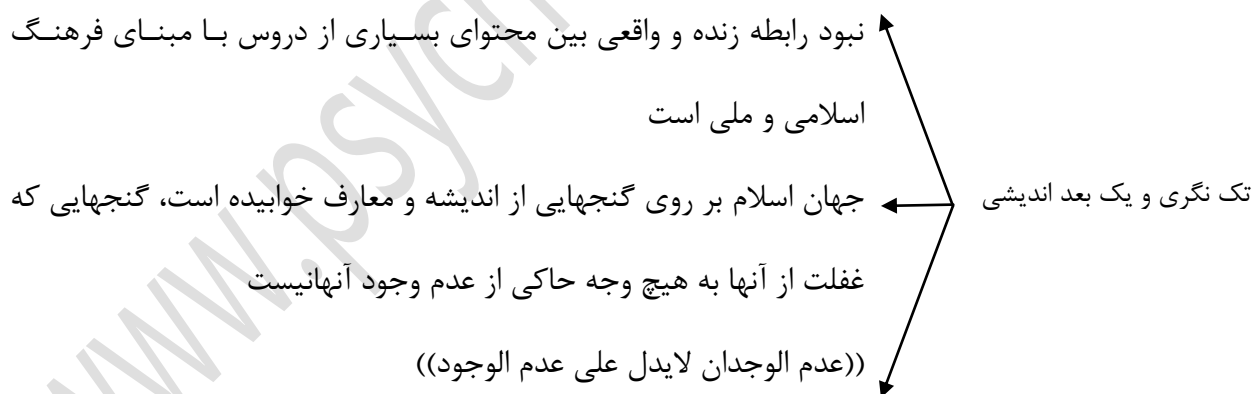 نبود رابطه زنده و واقعی بین محتوای بسیاری از دروس با مبنای فرهنگ
اسلامی و ملی است
تک نگری و یک بعد اندیشی
جهان اسلام بر روی گنجهایی از اندیشه و معارف خوابیده است، گنجهایی که
غفلت از آنها به هیچ وجه حاکی از عدم وجود آنهانیست
((عدم الوجدان لایدل علی عدم الوجود))
www.psych